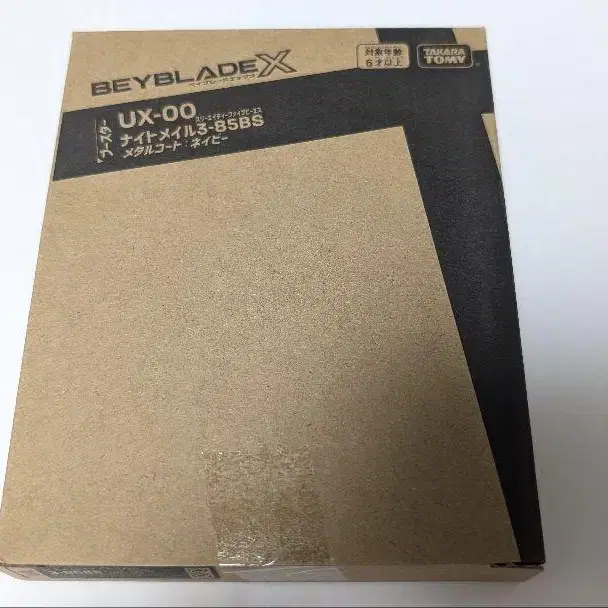 BEYBLADE X
ベイブレードエックス
対象年齢
6才以上
TAKARA
TOMY
ブースター
UX-00
スリーエイティーファイブビーエス
ナイトメイル3-85BS
メタルコート:ネイビー